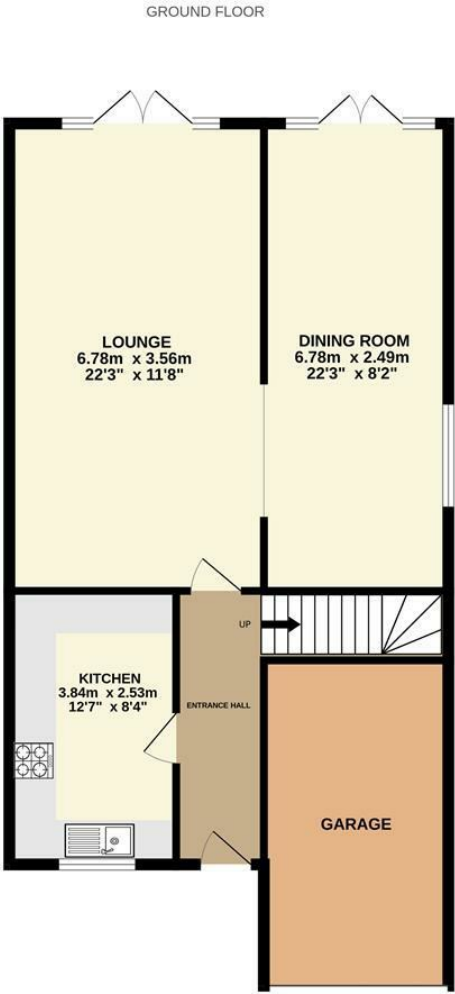 GROUND FLOOR
LOUNGE
6.78m x 3.56m
22'3" x 11'8"
DINING ROOM
6.78m x 2.49m
22'3" x 8'2"
UP
KITCHEN
3.84m x 2.53m
12'7" x 8'4"
ENTRANCE HALL
GARAGE